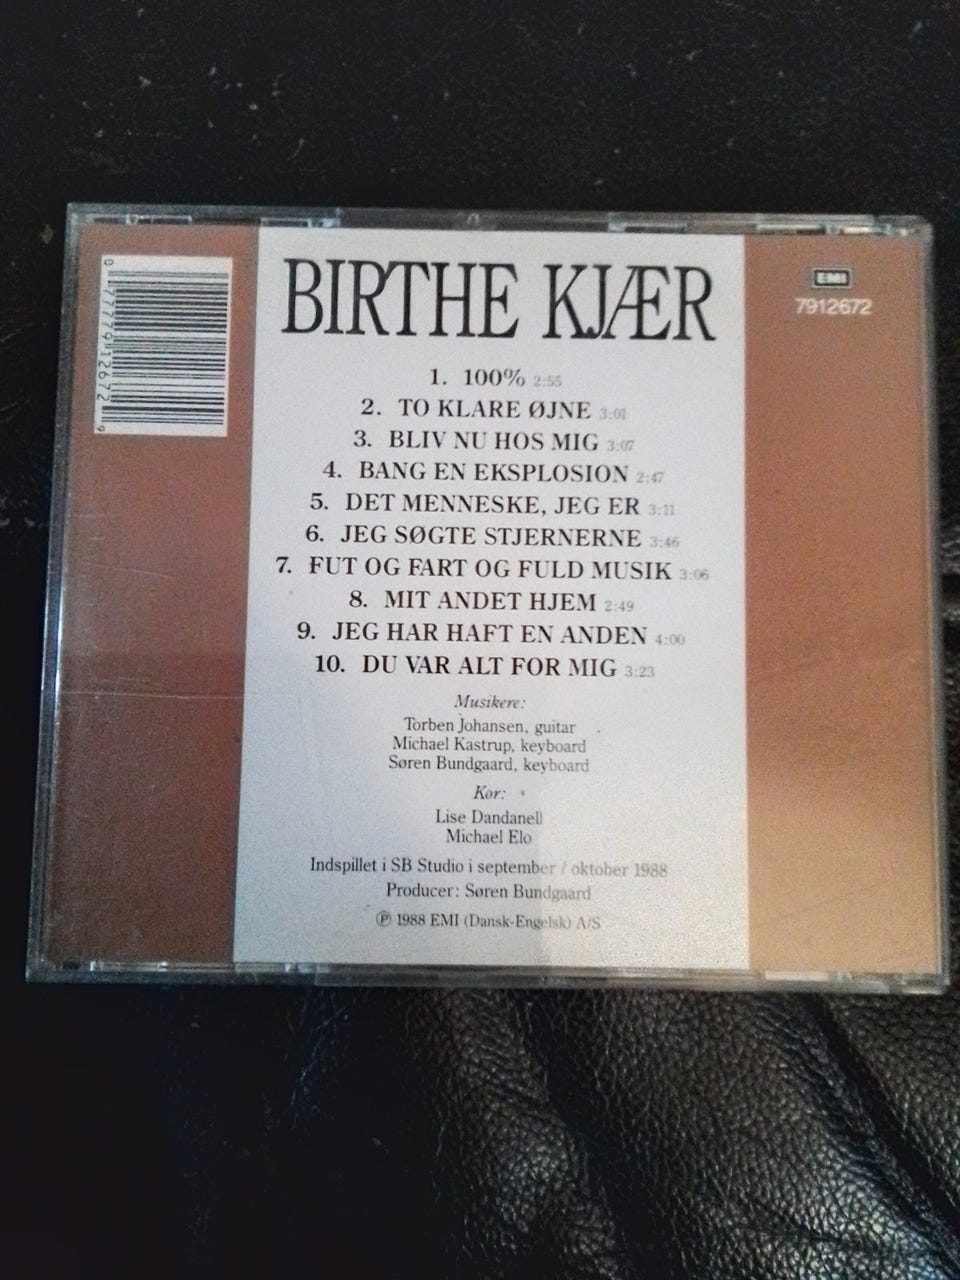 BIRTHE KJÆR
EMI
7912672
0 77779 12672 9
1. 100% 2:55
2. TO KLARE ØJNE 3:01
3. BLIV NU HOS MIG 3:07
4. BANG EN EKSPLOSION 2:47
5. DET MENNESKE, JEG ER 3:11
6. JEG SØGTE STJERNERNE 3:46
7. FUT OG FART OG FULD MUSIK 3:06
8. MIT ANDET HJEM 2:49
9. JEG HAR HAFT EN ANDEN 4:00
10. DU VAR ALT FOR MIG 3:23
Musikere:
Torben Johansen, guitar
Michael Kastrup, keyboard
Søren Bundgaard, keyboard
Kor:
Lise Dandanell
Michael Elo
Indspillet i SB Studio i september / oktober 1988
Producer: Søren Bundgaard
℗ 1988 EMI (Dansk-Engelsk) A/S